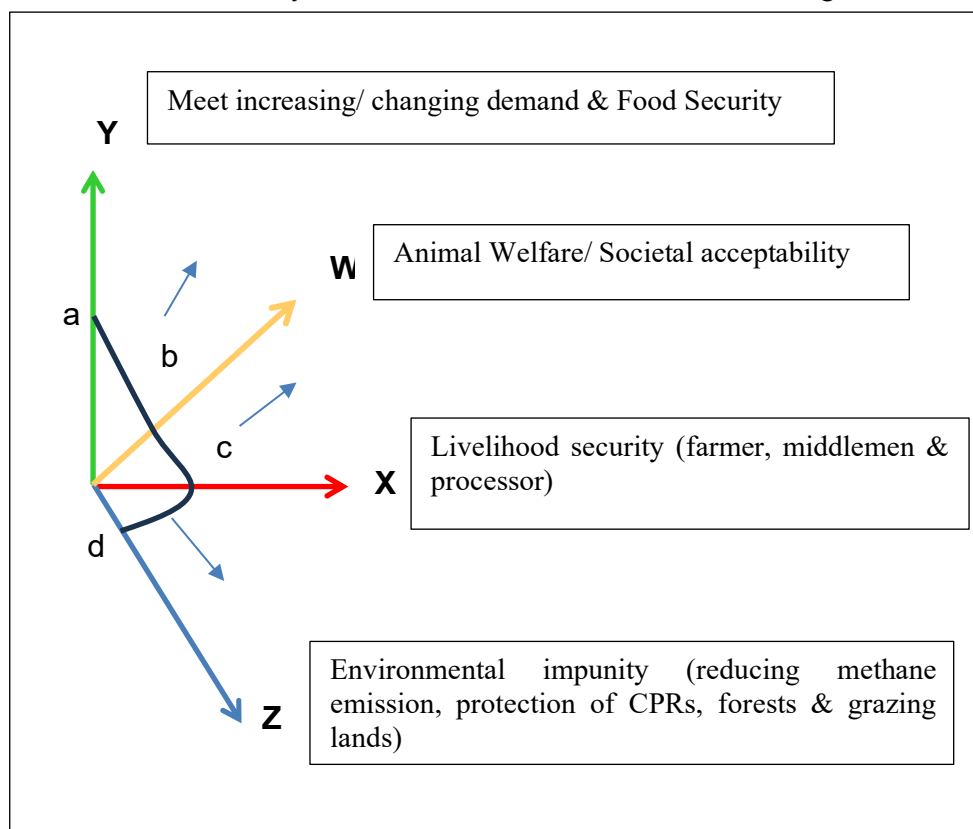 Meet increasing/ changing demand & Food Security
Y
Animal Welfare/ Societal acceptability
W
a
b
c
Livelihood security (farmer, middlemen &
processor)
X
d
Environmental impunity (reducing methane
emission, protection of CPRs, forests & grazing
lands)
Z